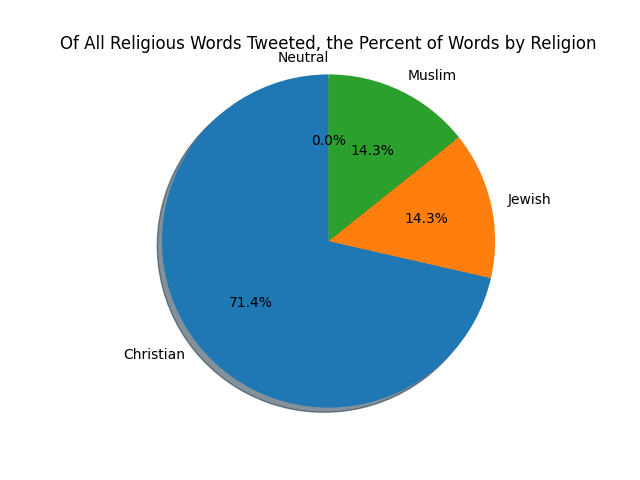 Of All Religious Words Tweeted, the Percent of Words by Religion
Neutral
Muslim
0.0%
14.3%
Jewish
14.3%
71.4%
Christian